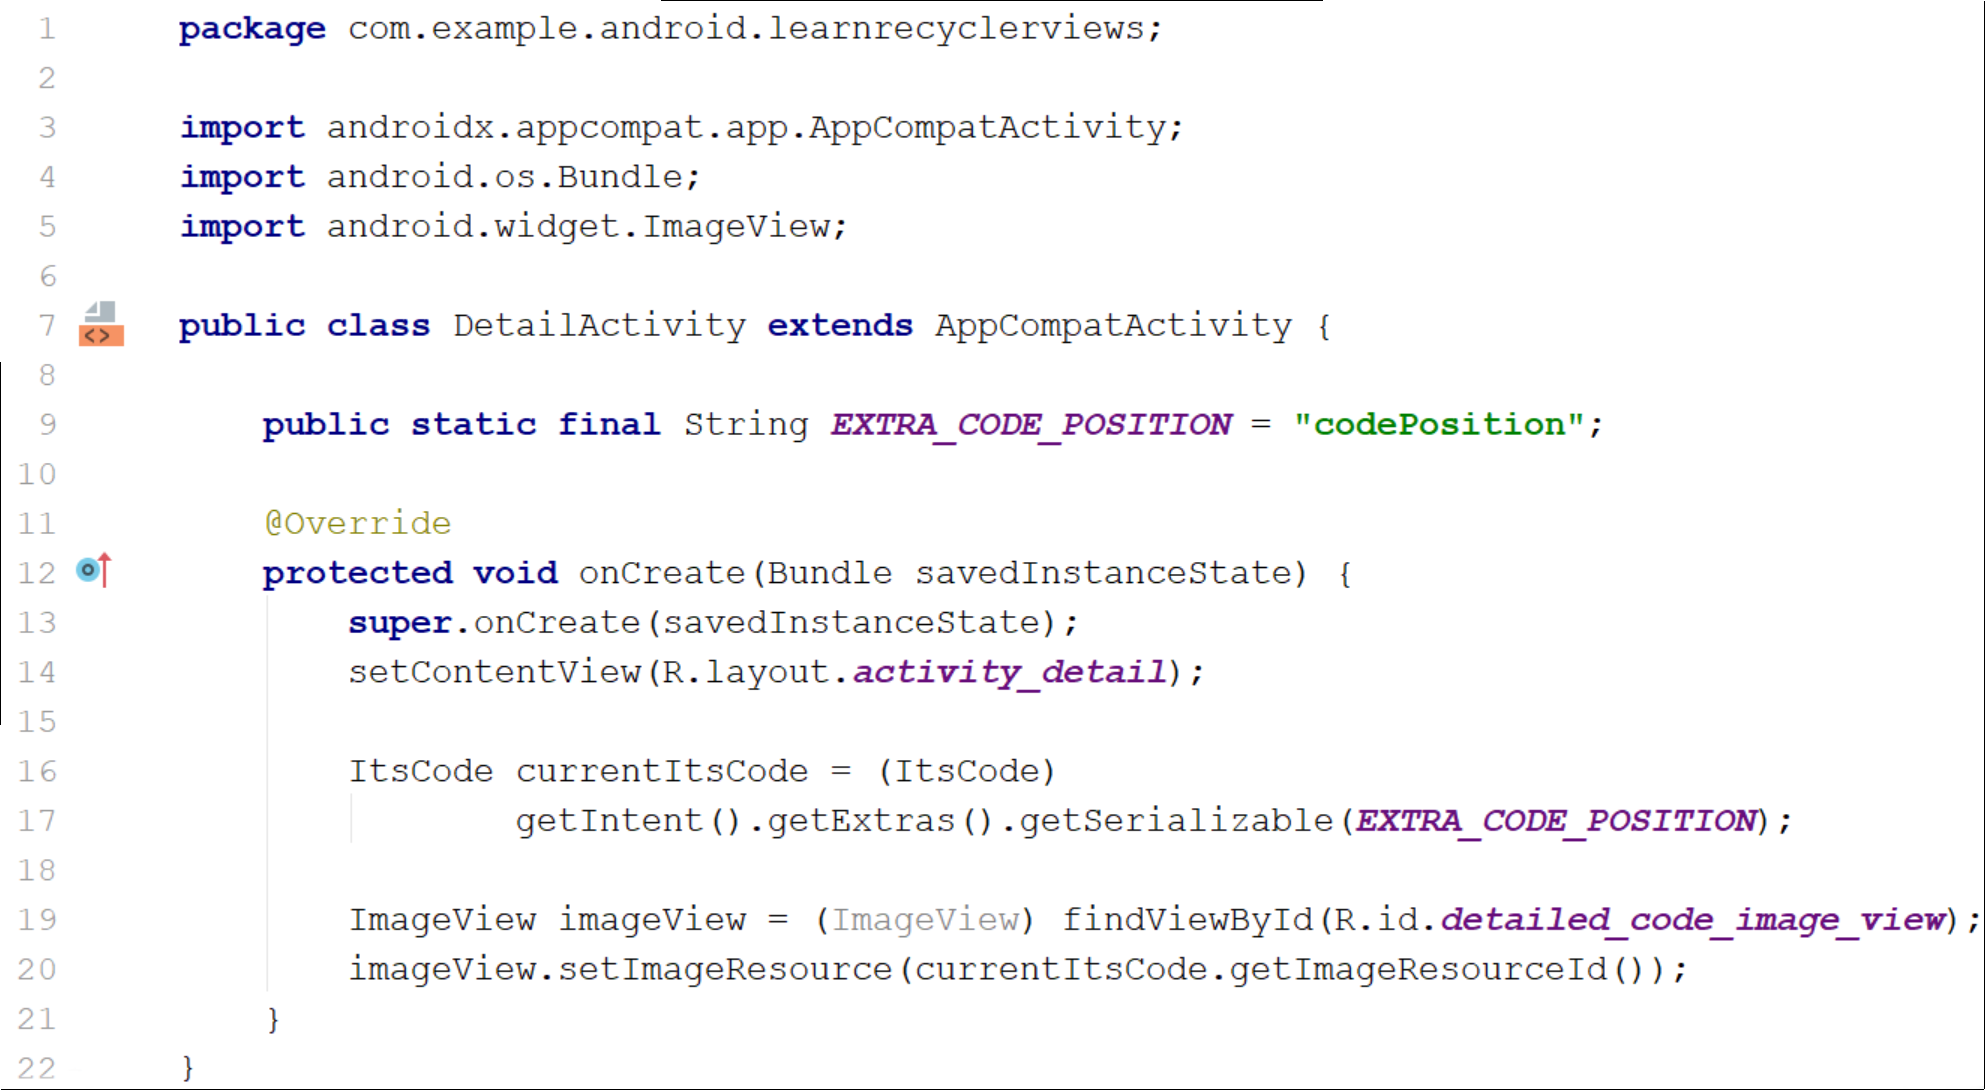 1 package com.example.android.learnrecyclerviews;
2
3 import androidx.appcompat.app.AppCompatActivity;
4 import android.os.Bundle;
5 import android.widget.ImageView;
6
7 <> public class DetailActivity extends AppCompatActivity {
8
9 public static final String EXTRA_CODE_POSITION = "codePosition";
10
11 @Override
12 protected void onCreate(Bundle savedInstanceState) {
13 super.onCreate(savedInstanceState);
14 setContentView(R.layout.activity_detail);
15
16 ItsCode currentItsCode = (ItsCode)
17 getIntent().getExtras().getSerializable(EXTRA_CODE_POSITION);
18
19 ImageView imageView = (ImageView) findViewById(R.id.detailed_code_image_view);
20 imageView.setImageResource(currentItsCode.getImageResourceId());
21 }
22 }